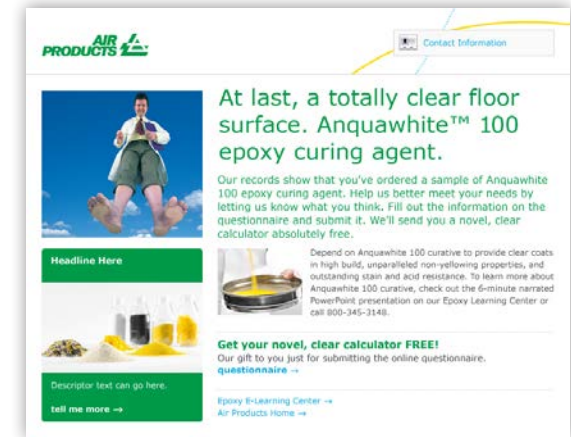 AIR
PRODUCTS
Contact Information
At last, a totally clear floor
surface. Anquawhite™ 100
epoxy curing agent.
Our records show that you've ordered a sample of Anquawhite
100 epoxy curing agent. Help us better meet your needs by
letting us know what you think. Fill out the information on the
questionnaire and submit it. We'll send you a novel, clear
calculator absolutely free.
Headline Here
Descriptor text can go here.
tell me more →
Depend on Anquawhite 100 curative to provide clear coats
in high build, unparalleled non-yellowing properties, and
outstanding stain and acid resistance. To learn more about
Anquawhite 100 curative, check out the 6-minute narrated
PowerPoint presentation on our Epoxy Learning Center or
call 800-345-3148.
Get your novel, clear calculator FREE!
Our gift to you just for submitting the online questionnaire.
questionnaire →
Epoxy E-Learning Center →
Air Products Home →